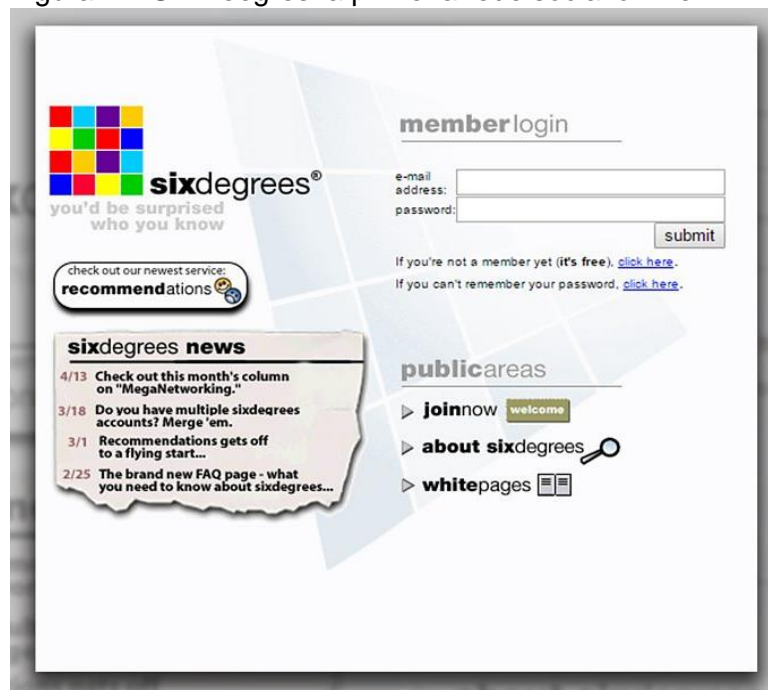 sixdegrees®
you'd be surprised
who you know
check out our newest service:
recommendations
sixdegrees news
4/13 Check out this month's column
on "MegaNetworking."
3/18 Do you have multiple sixdegrees
accounts? Merge 'em.
3/1 Recommendations gets off
to a flying start...
2/25 The brand new FAQ page - what
you need to know about sixdegrees...
memberlogin
e-mail
address:
password:
submit
If you're not a member yet (it's free), click here.
If you can't remember your password, click here.
publicareas
joinnow welcome
about sixdegrees
whitepages